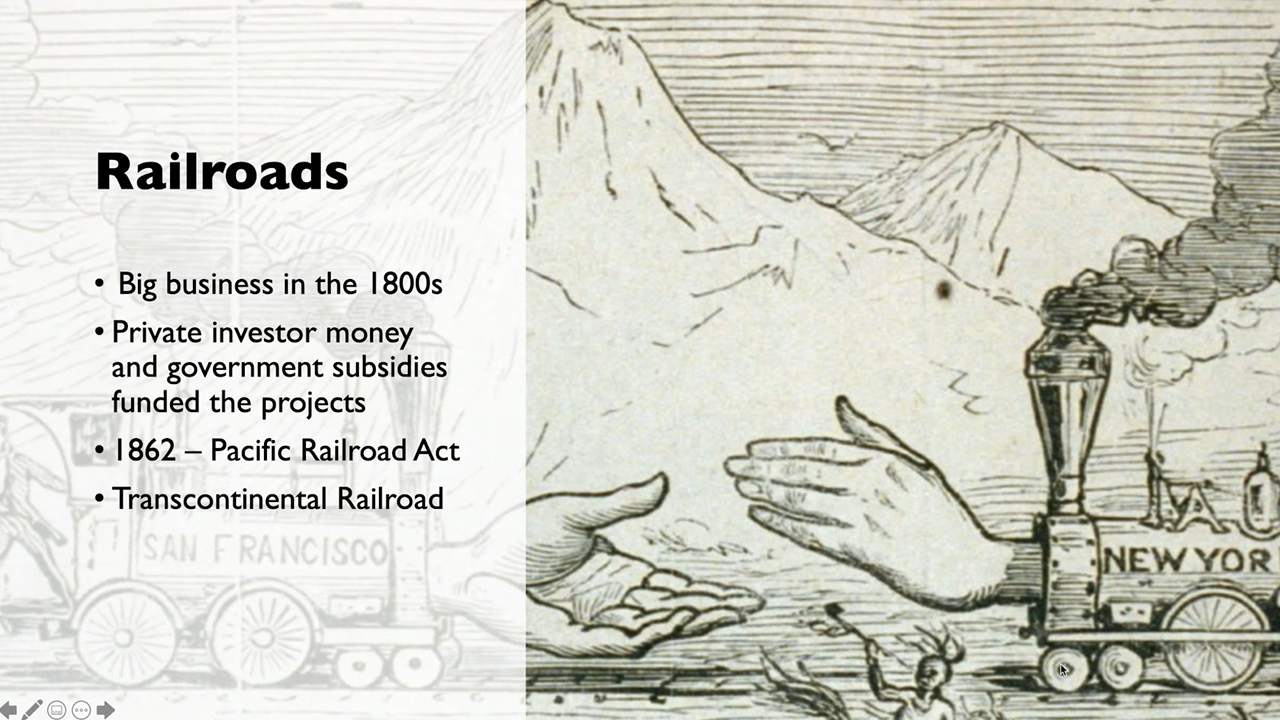 Railroads
• Big business in the 1800s
• Private investor money
and government subsidies
funded the projects
• 1862 – Pacific Railroad Act
• Transcontinental Railroad
SAN FRANCISCO
NEW YOR